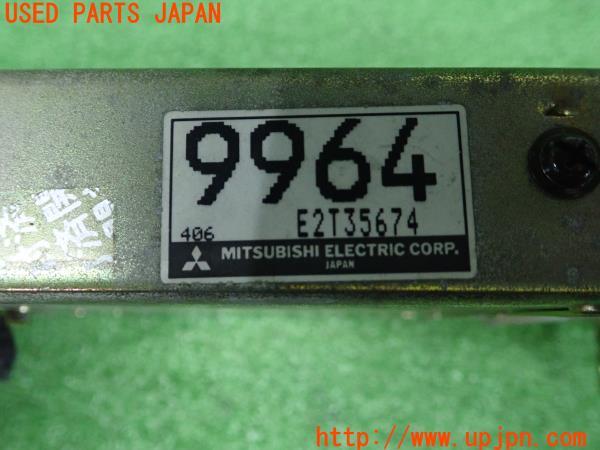 USED PARTS JAPAN
9964
406 E2T35674
MITSUBISHI ELECTRIC CORP.
JAPAN
http://www.upjpn.com